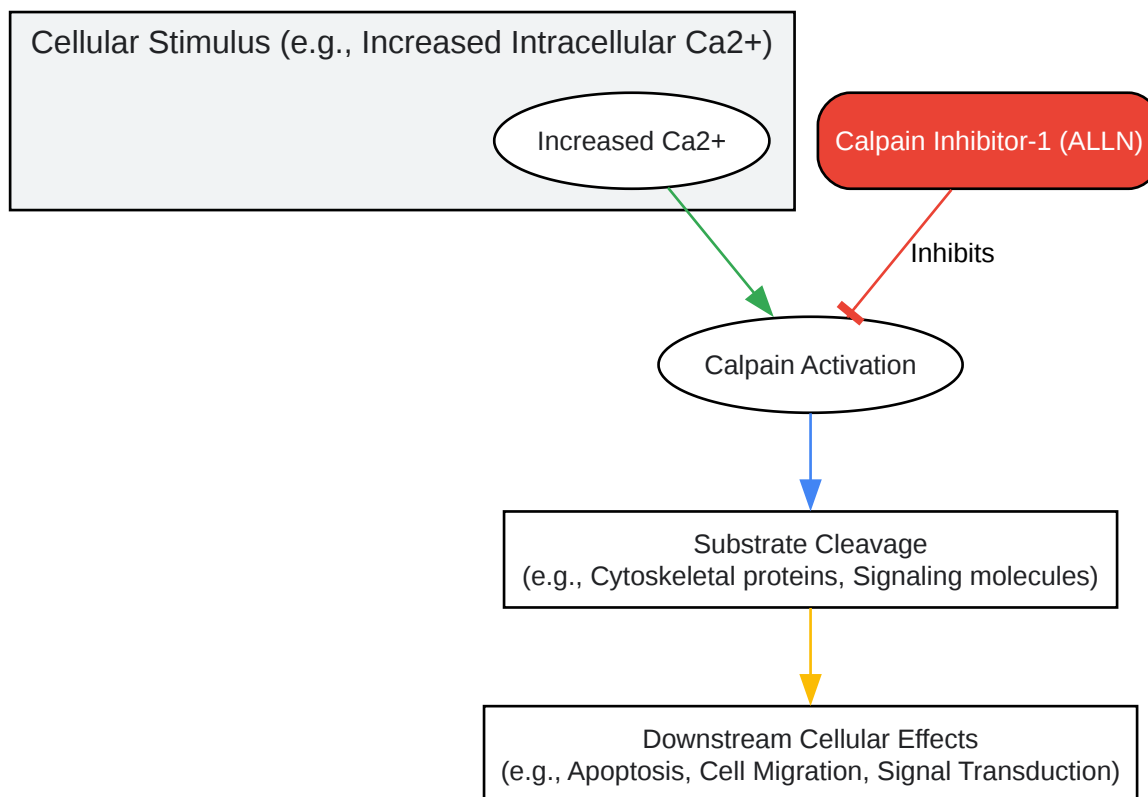 Cellular Stimulus (e.g., Increased Intracellular Ca2+)
Increased Ca2+
Calpain Inhibitor-1 (ALLN)
Inhibits
Calpain Activation
Substrate Cleavage
(e.g., Cytoskeletal proteins, Signaling molecules)
Downstream Cellular Effects
(e.g., Apoptosis, Cell Migration, Signal Transduction)